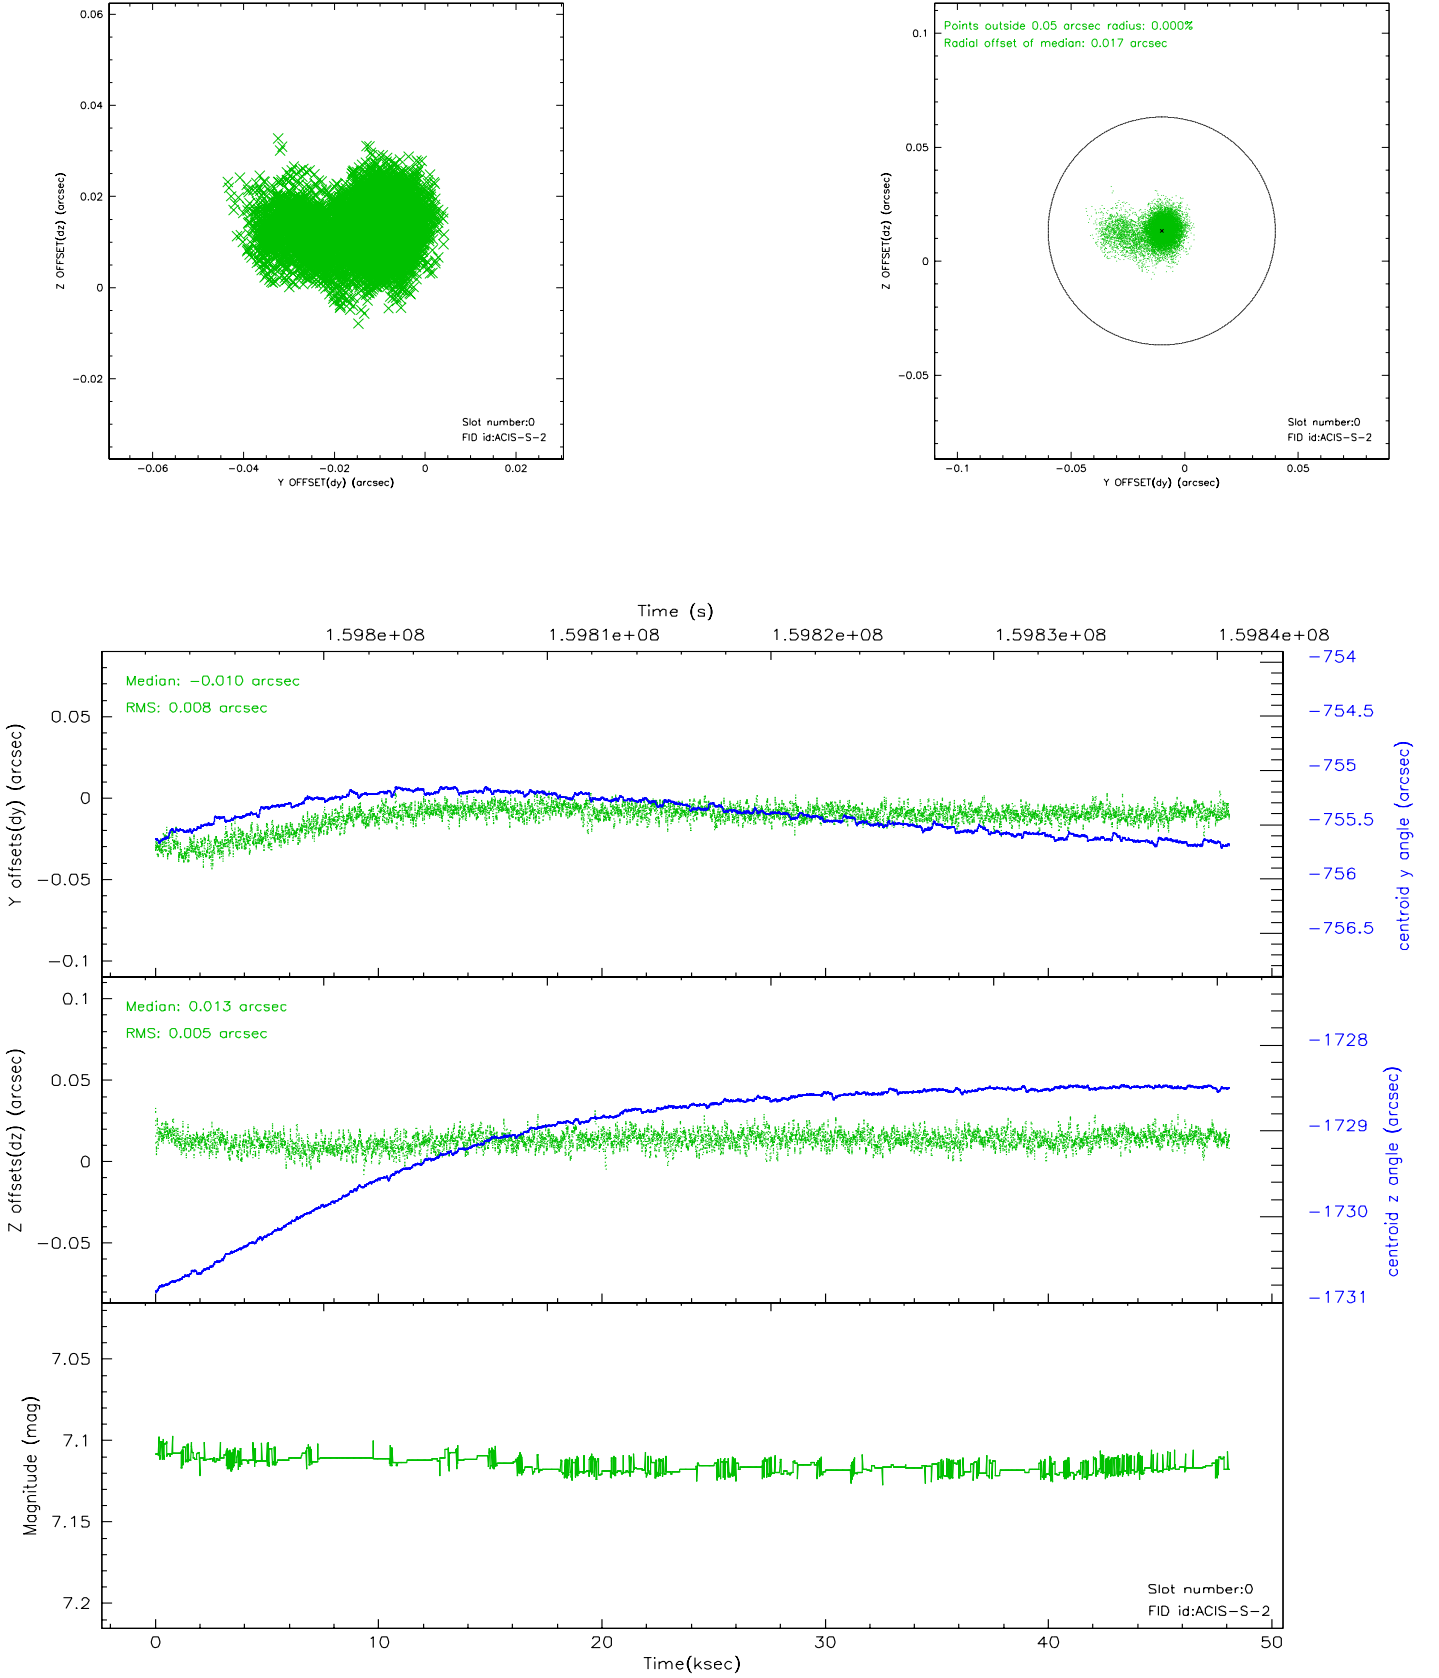 0.06
0.04
0.02
0
−0.02
−0.06
−0.04
−0.02
0
0.02
Z OFFSET(dz) (arcsec)
Y OFFSET(dy) (arcsec)
Slot number:0
FID id:ACIS−S−2
Points outside 0.05 arcsec radius: 0.000%
Radial offset of median: 0.017 arcsec
0.1
0.05
0
−0.05
−0.1
−0.05
0
0.05
Z OFFSET(dz) (arcsec)
Y OFFSET(dy) (arcsec)
Slot number:0
FID id:ACIS−S−2
Time (s)
1.598e+08
1.5981e+08
1.5982e+08
1.5983e+08
1.5984e+08
Median: −0.010 arcsec
RMS: 0.008 arcsec
0.05
0
−0.05
−0.1
Y offsets(dy) (arcsec)
−754
−754.5
−755
−755.5
−756
−756.5
centroid y angle (arcsec)
Median: 0.013 arcsec
RMS: 0.005 arcsec
0.1
0.05
0
−0.05
Z offsets(dz) (arcsec)
−1728
−1729
−1730
−1731
centroid z angle (arcsec)
7.05
7.1
7.15
7.2
Magnitude (mag)
Slot number:0
FID id:ACIS−S−2
0
10
20
30
40
50
Time(ksec)